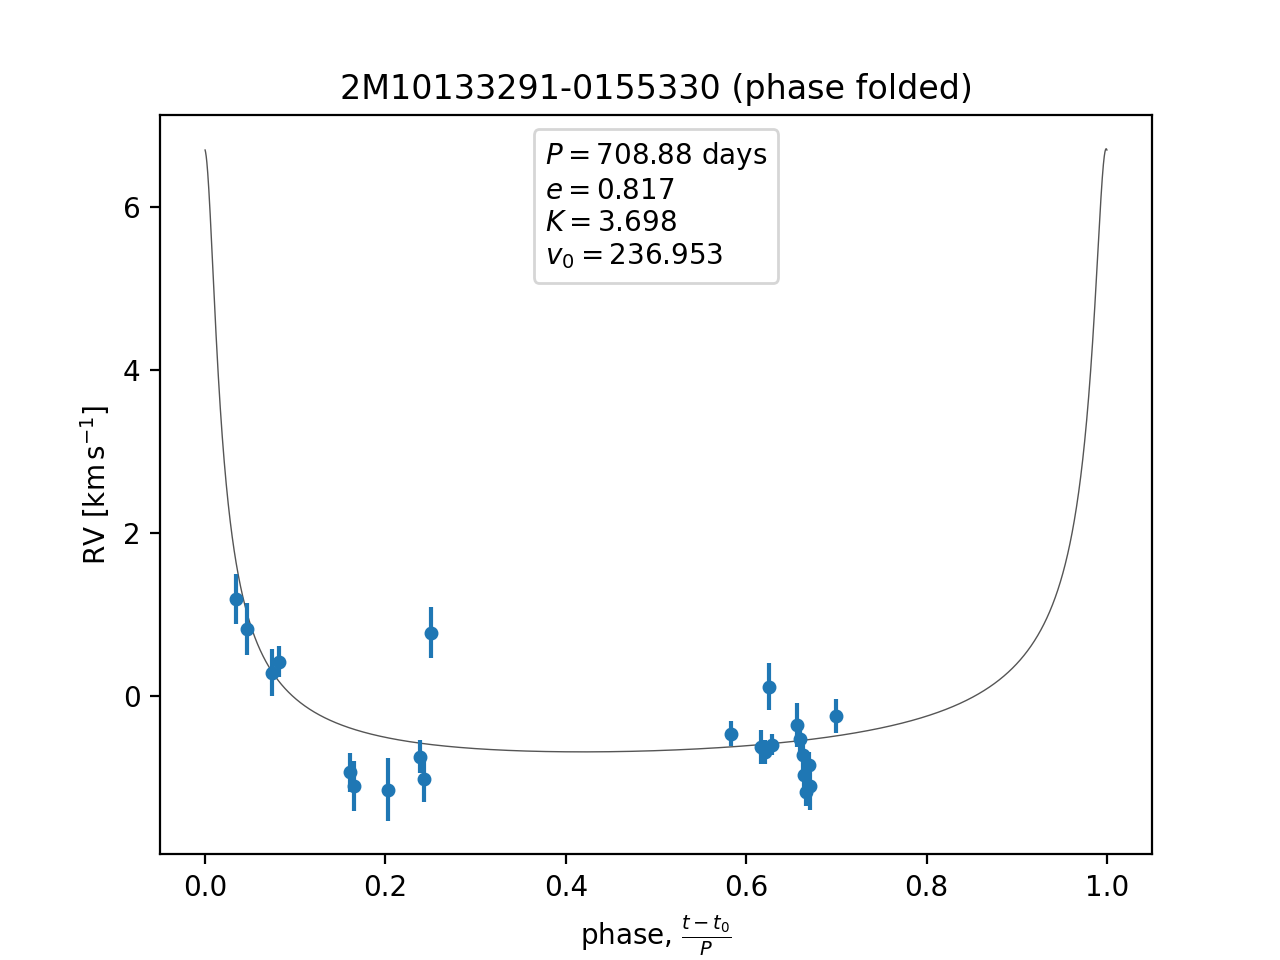 2M10133291-0155330 (phase folded)
P = 708.88 days
e = 0.817
K = 3.698
v₀ = 236.953
RV [km s⁻¹]
6
4
2
0
0.0 0.2 0.4 0.6 0.8 1.0
phase, (t − t₀)/P